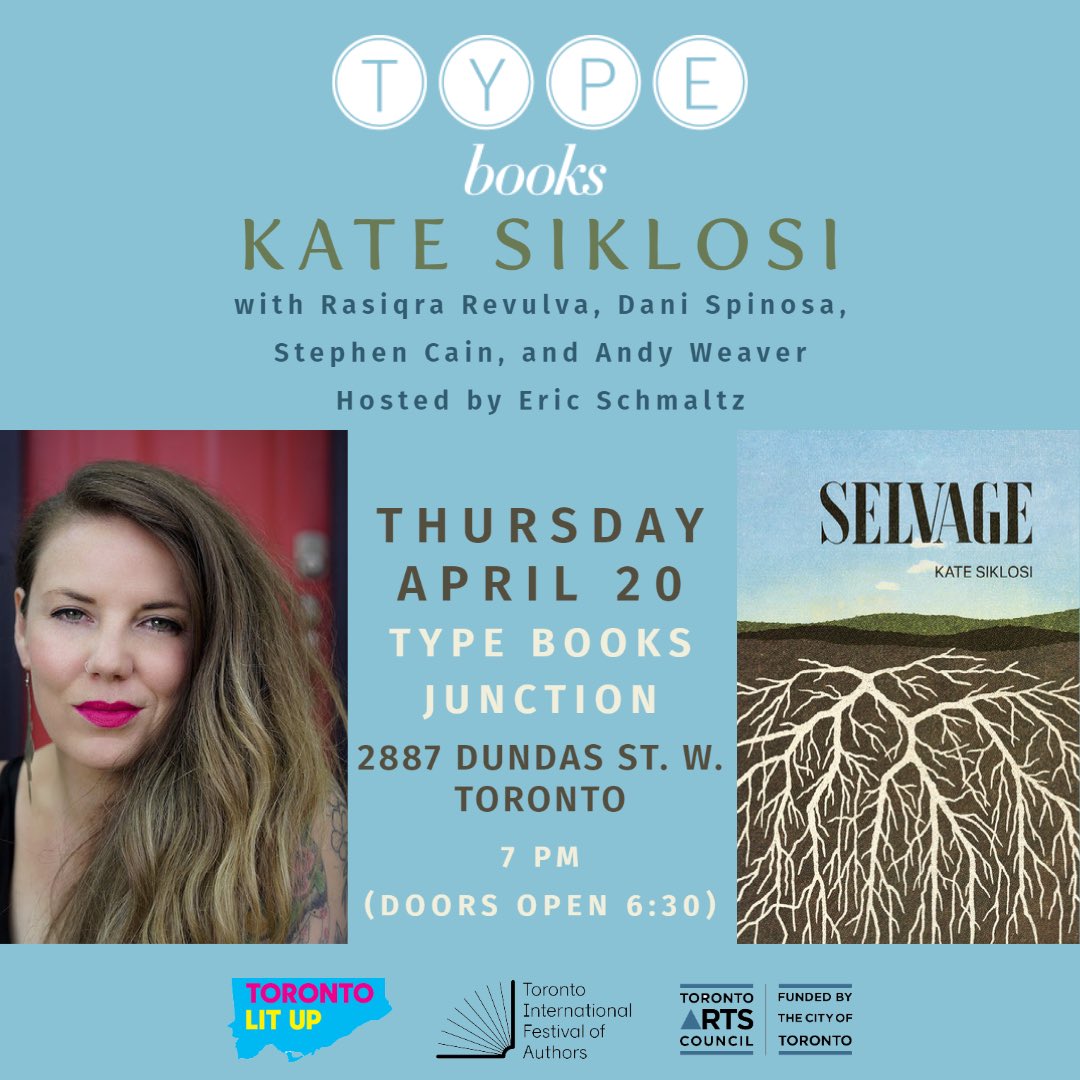 TYPE
books
KATE SIKLOSI
with Rasiqra Revulva, Dani Spinosa,
Stephen Cain, and Andy Weaver
Hosted by Eric Schmaltz
THURSDAY
APRIL 20
TYPE BOOKS
JUNCTION
2887 DUNDAS ST. W.
TORONTO
7 PM
(DOORS OPEN 6:30)
SELVAGE
KATE SIKLOSI
TORONTO
LIT UP
Toronto
International
Festival of
Authors
TORONTO
ARTS
COUNCIL
FUNDED BY
THE CITY OF
TORONTO